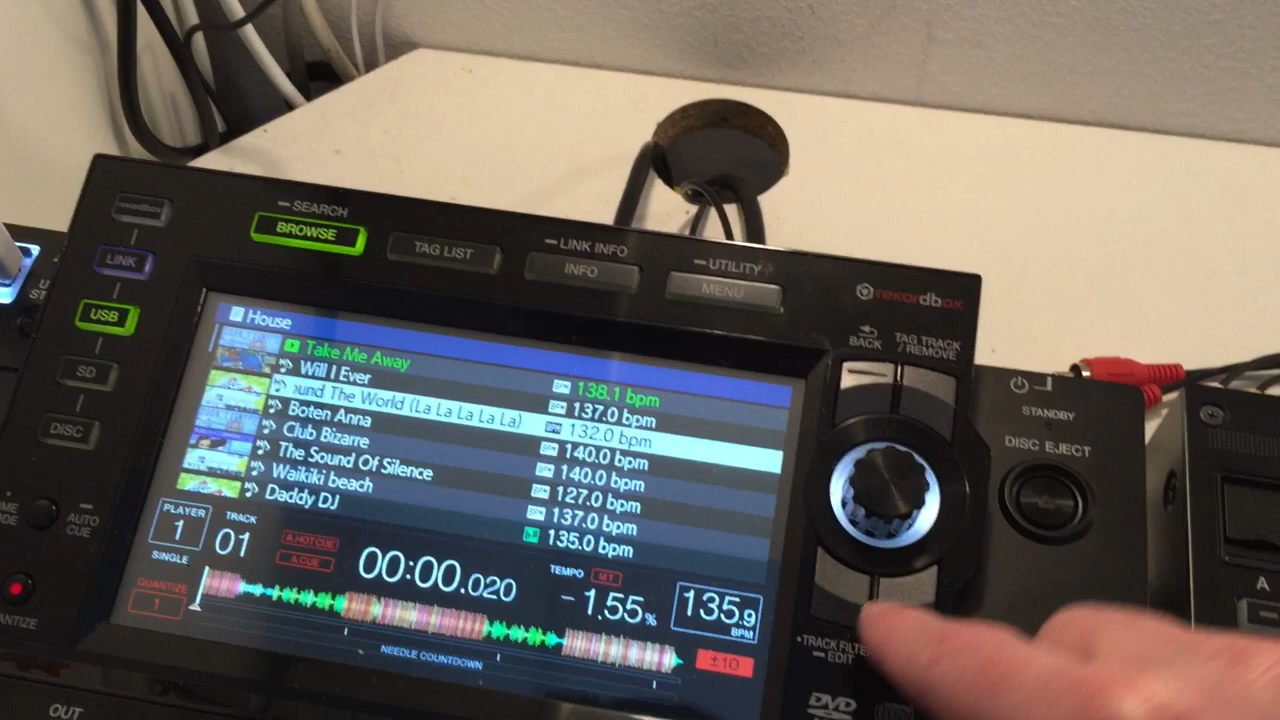 SEARCH
BROWSE
TAG LIST
LINK INFO
INFO
UTILITY
MENU
rekordbox
rekordbox
LINK
USB
SD
DISC
AUTO
CUE
BACK
TAG TRACK
/ REMOVE
STANDBY
DISC EJECT
House
Take Me Away 138.1 bpm
Will I Ever 137.0 bpm
ound The World (La La La La La) 132.0 bpm
Boten Anna 140.0 bpm
Club Bizarre 140.0 bpm
The Sound Of Silence 127.0 bpm
Waikiki beach 137.0 bpm
Daddy DJ 135.0 bpm
PLAYER
1
SINGLE
TRACK
01
A.HOT CUE
A.CUE
00:00.020
TEMPO
MT
-1.55%
135.9
BPM
QUANTIZE
1
±10
NEEDLE COUNTDOWN
TRACK FILTE
EDIT
DVD
OUT
A